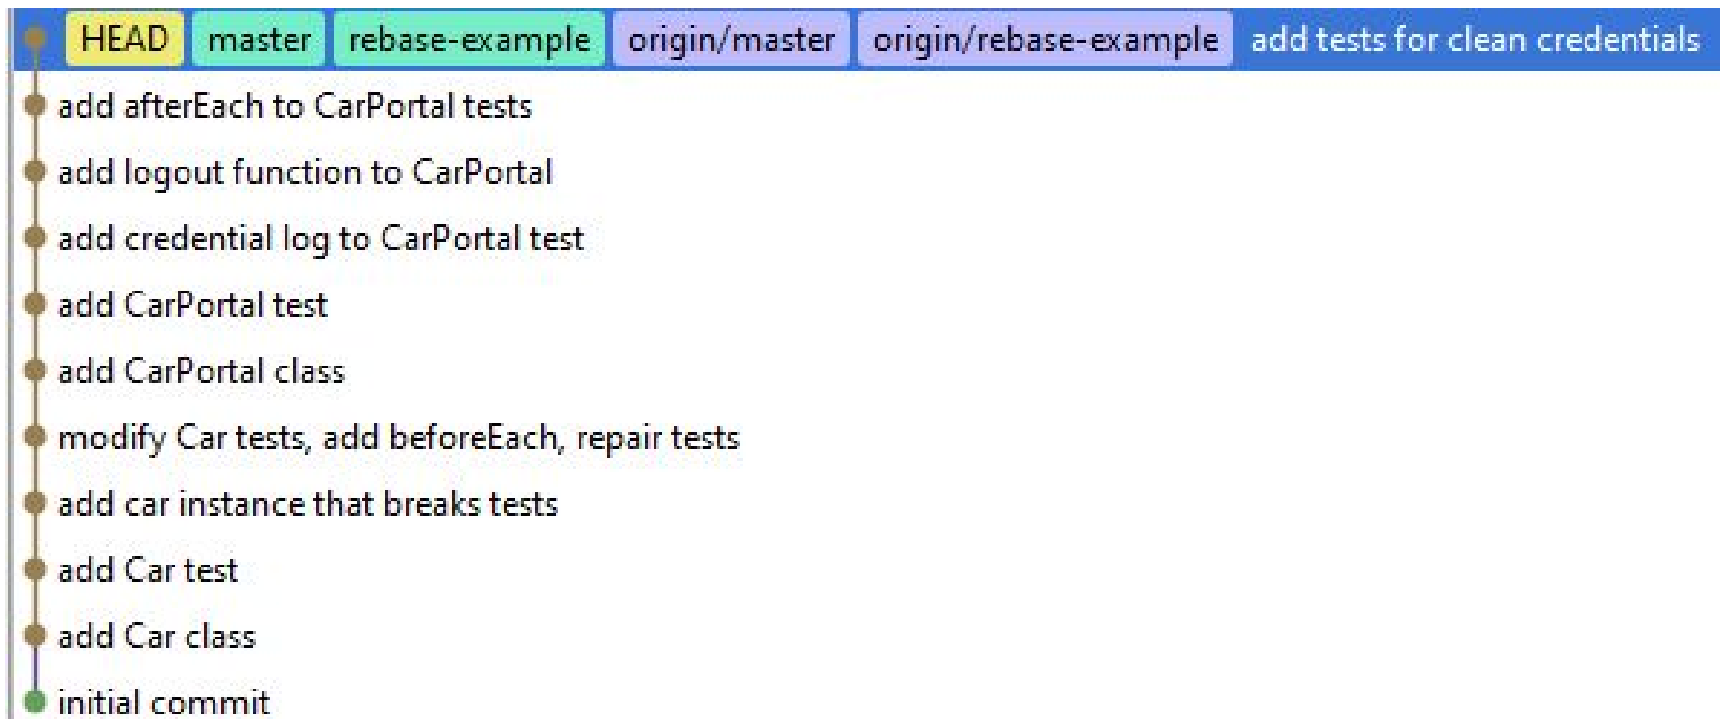 HEAD master rebase-example origin/master origin/rebase-example add tests for clean credentials
add afterEach to CarPortal tests
add logout function to CarPortal
add credential log to CarPortal test
add CarPortal test
add CarPortal class
modify Car tests, add beforeEach, repair tests
add car instance that breaks tests
add Car test
add Car class
initial commit